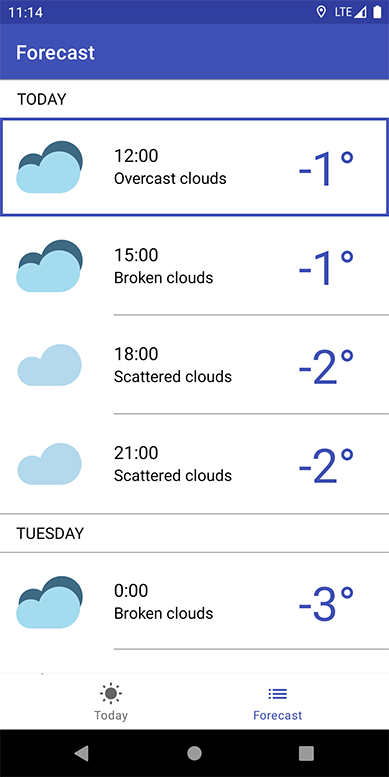 11:14 LTE
Forecast
TODAY
12:00
Overcast clouds
-1°
15:00
Broken clouds
-1°
18:00
Scattered clouds
-2°
21:00
Scattered clouds
-2°
TUESDAY
0:00
Broken clouds
-3°
Today Forecast